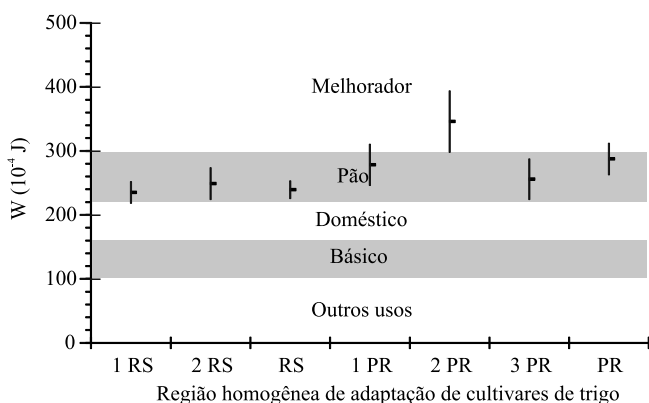 500
400
300
200
100
0
W (10⁻⁴ J)
Melhorador
Pão
Doméstico
Básico
Outros usos
1 RS 2 RS RS 1 PR 2 PR 3 PR PR
Região homogênea de adaptação de cultivares de trigo